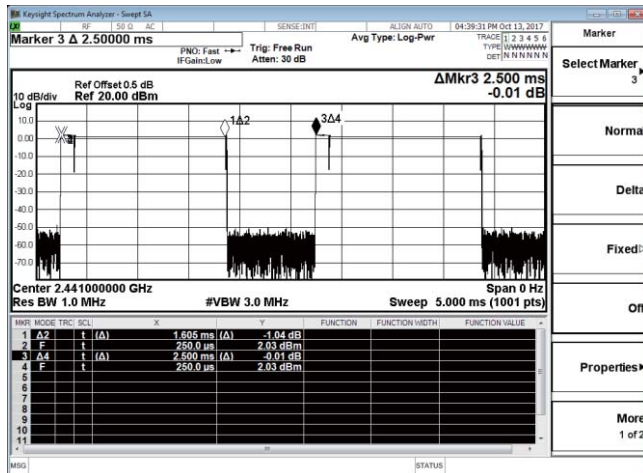 Keysight Spectrum Analyzer - Swept SA
RF 50 Ω AC SENSE:INT ALIGN AUTO 04:39:31 PM Oct 13, 2017
Marker 3 Δ 2.50000 ms
PNO: Fast
IFGain:Low
Trig: Free Run
Atten: 30 dB
Avg Type: Log-Pwr
TRACE 1 2 3 4 5 6
TYPE
DET N N N N N N
Ref Offset 0.5 dB
10 dB/div Ref 20.00 dBm
Log
ΔMkr3 2.500 ms
-0.01 dB
10.0
0.00
-10.0
-20.0
-30.0
-40.0
-50.0
-60.0
-70.0
1Δ2
3Δ4
Center 2.441000000 GHz Span 0 Hz
Res BW 1.0 MHz #VBW 3.0 MHz Sweep 5.000 ms (1001 pts)
MKR MODE TRC SCL X Y FUNCTION FUNCTION WIDTH FUNCTION VALUE
1 Δ2 t (Δ) 1.605 ms (Δ) -1.04 dB
2 F t 250.0 µs 2.03 dBm
3 Δ4 t (Δ) 2.500 ms (Δ) -0.01 dB
4 F t 250.0 µs 2.03 dBm
5
6
7
8
9
10
11
MSG STATUS
Marker
Select Marker
3
Norma
Delta
Fixed
Off
Properties
More
1 of 2